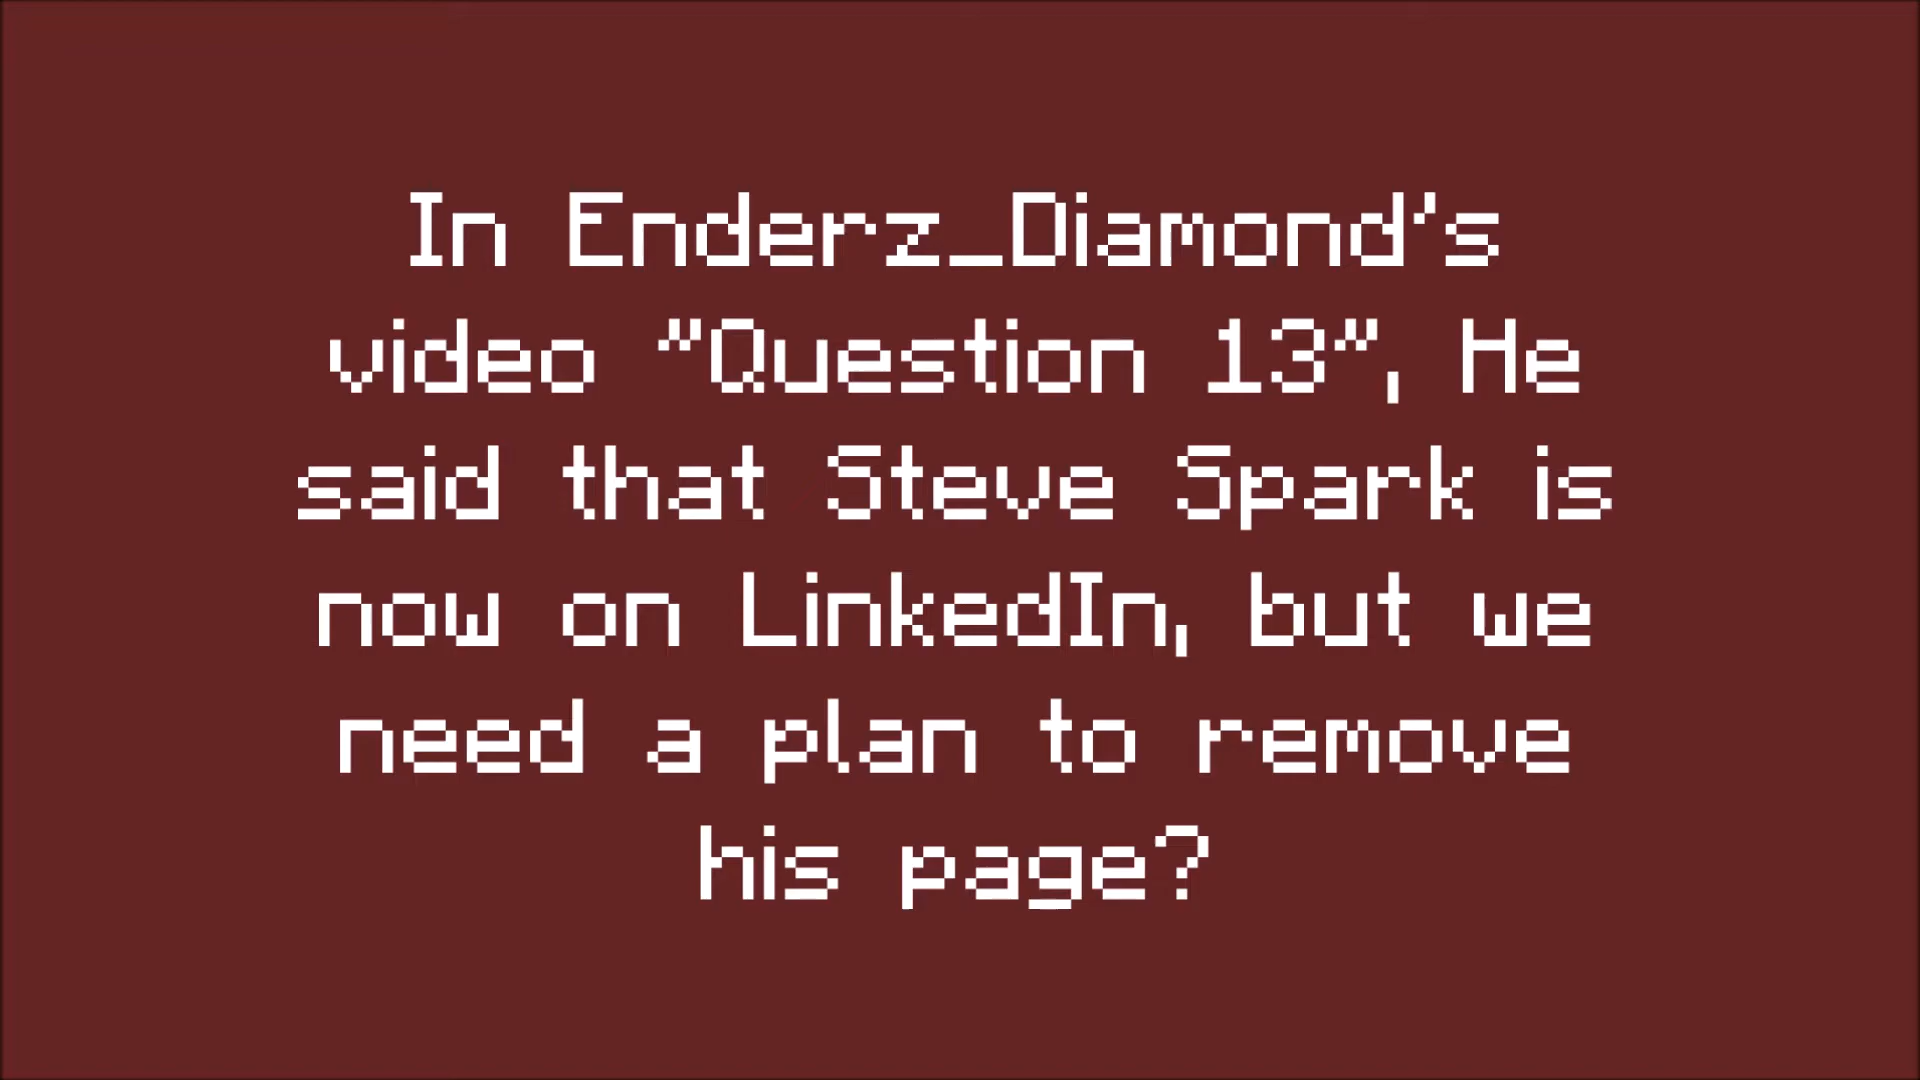 In Enderz_Diamond's
video "Question 13", He
said that Steve Spark is
now on LinkedIn, but we
need a plan to remove
his page?